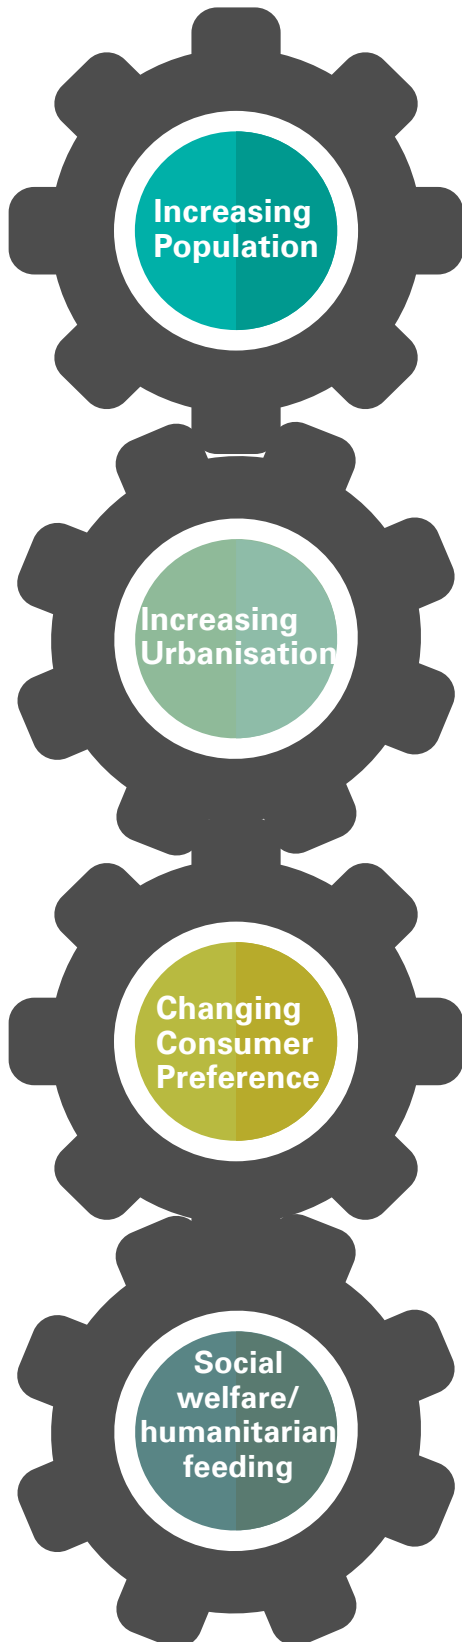 Increasing
Population
Increasing
Urbanisation
Changing
Consumer
Preference
Social
welfare/
humanitarian
feeding